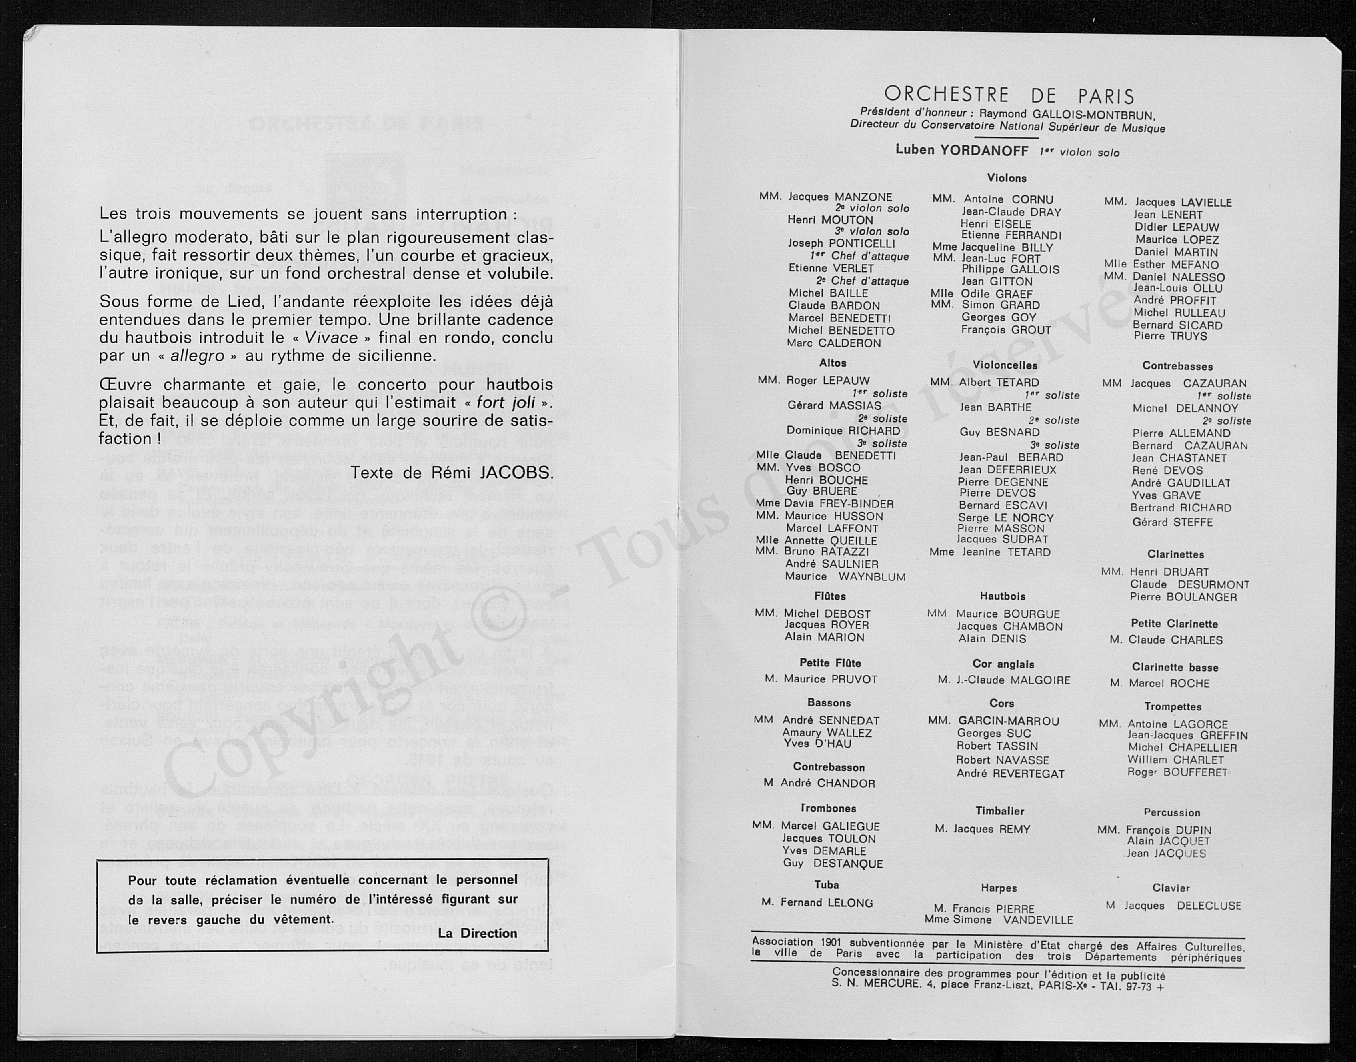 Les trois mouvements se jouent sans interruption :
L'allegro moderato, bâti sur le plan rigoureusement clas-
sique, fait ressortir deux thèmes, l'un courbe et gracieux,
l'autre ironique, sur un fond orchestral dense et volubile.
Sous forme de Lied, l'andante réexploite les idées déjà
entendues dans le premier tempo. Une brillante cadence
du hautbois introduit le « Vivace » final en rondo, conclu
par un « allegro » au rythme de sicilienne.
Œuvre charmante et gaie, le concerto pour hautbois
plaisait beaucoup à son auteur qui l'estimait « fort joli ».
Et, de fait, il se déploie comme un large sourire de satis-
faction !
Texte de Rémi JACOBS.
Pour toute réclamation éventuelle concernant le personnel
de la salle, préciser le numéro de l'intéressé figurant sur
le revers gauche du vêtement.
La Direction
ORCHESTRE DE PARIS
Président d'honneur : Raymond GALLOIS-MONTBRUN,
Directeur du Conservatoire National Supérieur de Musique
Luben YORDANOFF 1er violon solo
Violons
MM. Jacques MANZONE
2e violon solo
Henri MOUTON
3e violon solo
Joseph PONTICELLI
1er Chef d'attaque
Etienne VERLET
2e Chef d'attaque
Michel BAILLE
Claude BARDON
Marcel BENEDETTI
Michel BENEDETTO
Marc CALDERON
MM. Antoine CORNU
Jean-Claude DRAY
Henri EISELE
Etienne FERRANDI
Mme Jacqueline BILLY
MM. Jean-Luc FORT
Philippe GALLOIS
Jean GITTON
Mlle Odile GRAEF
MM. Simon GRARD
Georges GOY
François GROUT
MM. Jacques LAVIELLE
Jean LENERT
Didier LEPAUW
Maurice LOPEZ
Daniel MARTIN
Mlle Esther MEFANO
MM. Daniel NALESSO
Jean-Louis OLLU
André PROFFIT
Michel RULLEAU
Bernard SICARD
Pierre TRUYS
Altos
MM. Roger LEPAUW
1er soliste
Gérard MASSIAS
2e soliste
Dominique RICHARD
3e soliste
Mlle Claude BENEDETTI
MM. Yves BOSCO
Henri BOUCHE
Guy BRUERE
Mme Davia FREY-BINDER
MM. Maurice HUSSON
Marcel LAFFONT
Mlle Annette QUEILLE
MM. Bruno RATAZZI
André SAULNIER
Maurice WAYNBLUM
Violoncelles
MM. Albert TETARD
1er soliste
Jean BARTHE
2e soliste
Guy BESNARD
3e soliste
Jean-Paul BERARD
Jean DEFERRIEUX
Pierre DEGENNE
Pierre DEVOS
Bernard ESCAVI
Serge LE NORCY
Pierre MASSON
Jacques SUDRAT
Mme Jeanine TETARD
Contrebasses
MM Jacques CAZAURAN
1er soliste
Michel DELANNOY
2e soliste
Pierre ALLEMAND
Bernard CAZAURAN
Jean CHASTANET
René DEVOS
André GAUDILLAT
Yves GRAVE
Bertrand RICHARD
Gérard STEFFE
Clarinettes
MM. Henri DRUART
Claude DESURMONT
Pierre BOULANGER
Flûtes
MM. Michel DEBOST
Jacques ROYER
Alain MARION
Hautbois
MM Maurice BOURGUE
Jacques CHAMBON
Alain DENIS
Petite Clarinette
M. Claude CHARLES
Petite Flûte
M. Maurice PRUVOT
Cor anglais
M. J.-Claude MALGOIRE
Clarinette basse
M. Marcel ROCHE
Bassons
MM André SENNEDAT
Amaury WALLEZ
Yves D'HAU
Cors
MM. GARCIN-MARROU
Georges SUC
Robert TASSIN
Robert NAVASSE
André REVERTEGAT
Trompettes
MM. Antoine LAGORCE
Jean-Jacques GREFFIN
Michel CHAPELLIER
William CHARLET
Roger BOUFFERET
Contrebasson
M André CHANDOR
Trombones
MM. Marcel GALIEGUE
Jacques TOULON
Yves DEMARLE
Guy DESTANQUE
Timbalier
M. Jacques REMY
Percussion
MM. François DUPIN
Alain JACQUET
Jean JACQUES
Tuba
M. Fernand LELONG
Harpes
M. Francis PIERRE
Mme Simone VANDEVILLE
Clavier
M Jacques DELECLUSE
Association 1901 subventionnée par le Ministère d'Etat chargé des Affaires Culturelles,
la ville de Paris avec la participation des trois Départements périphériques
Concessionnaire des programmes pour l'édition et la publicité
S. N. MERCURE, 4, place Franz-Liszt, PARIS-Xe - TAI. 97-73 +
Copyright © - Tous droits réservés